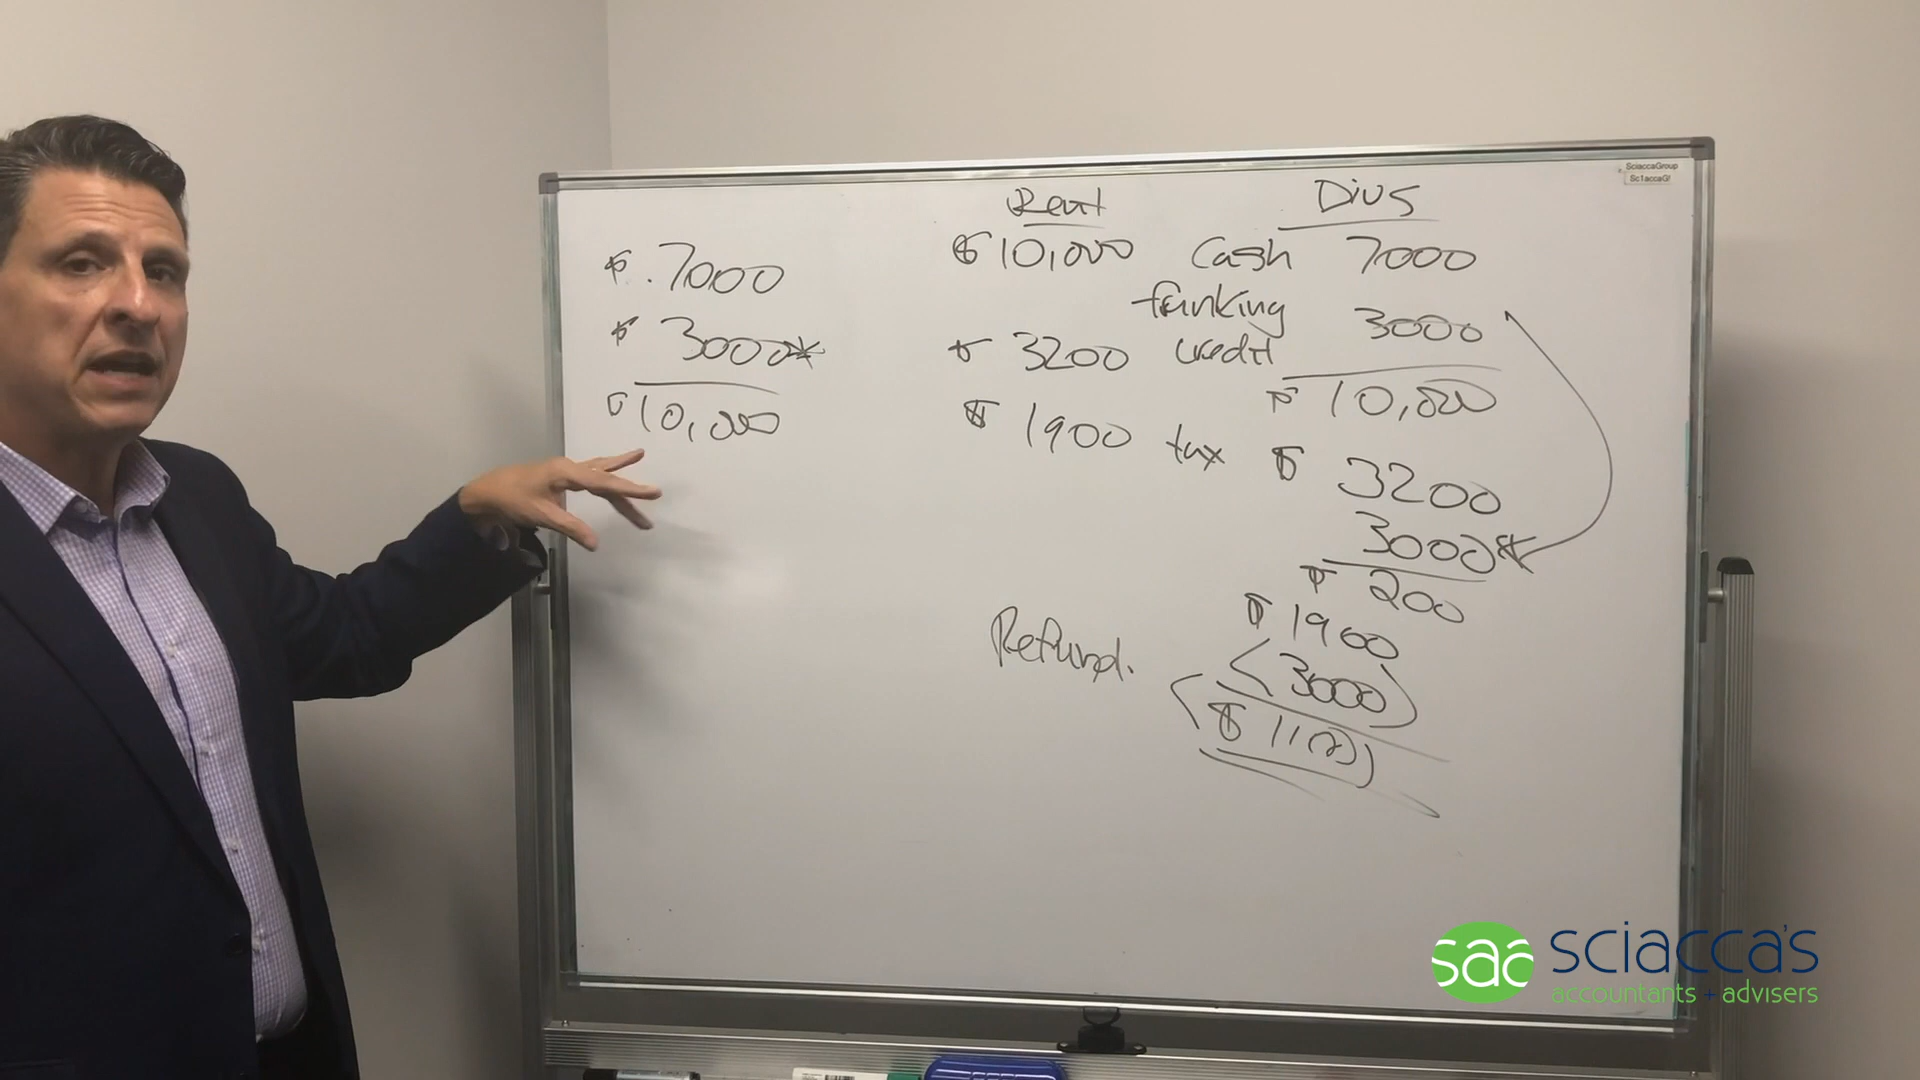 SciaccaGroup
Sc1accaG!
Rent
Divs
$ 7000
$ 10,000
Cash 7000
franking credit 3000
$ 3000*
$ 3200
$ 10,000
$ 10,000
$ 1900 tax
$ 3200
3000*
$ 200
$ 1900
Refund.
<3000)
($ 1100)
sac sciacca's
accountants + advisers